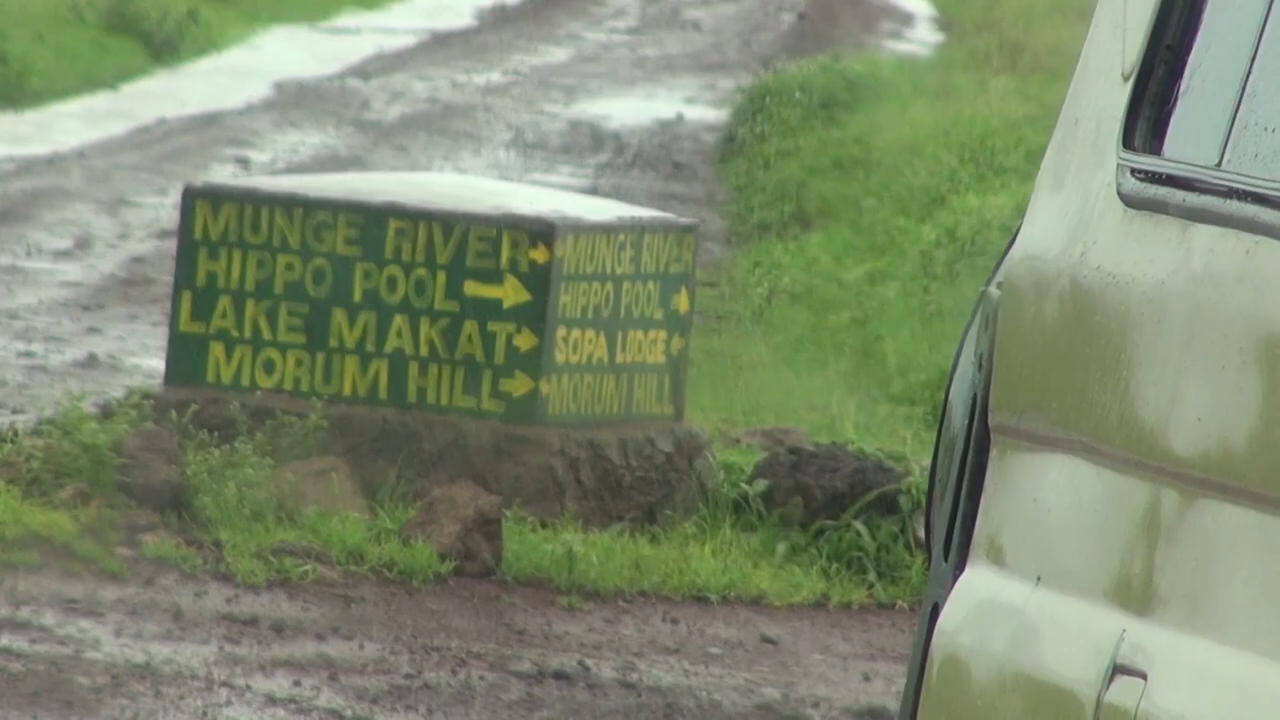 MUNGE RIVER
HIPPO POOL
LAKE MAKAT
MORUM HILL
MUNGE RIVER
HIPPO POOL
SOPA LODGE
MORUM HILL